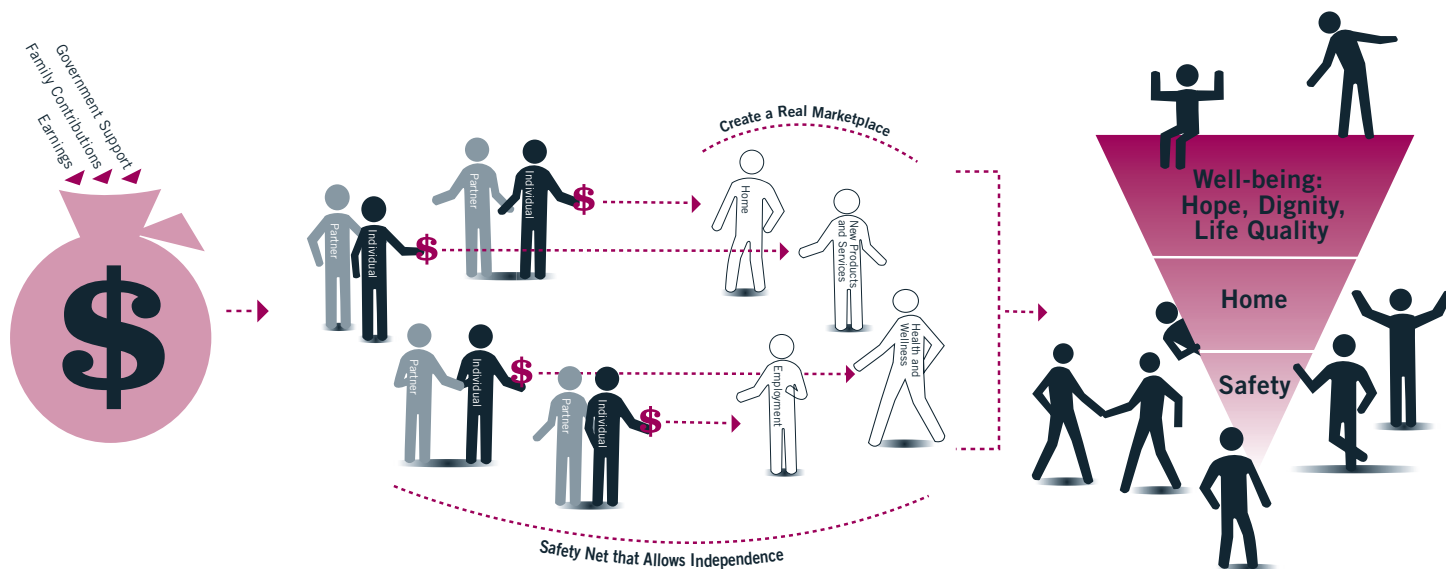 Government Support
Family Contributions
Earnings
$
Partner
Individual
$
Partner
Individual
$
Partner
Individual
$
Partner
Individual
$
Create a Real Marketplace
Home
New Products
and Services
Health and
Wellness
Employment
Safety Net that Allows Independence
Well-being:
Hope, Dignity,
Life Quality
Home
Safety